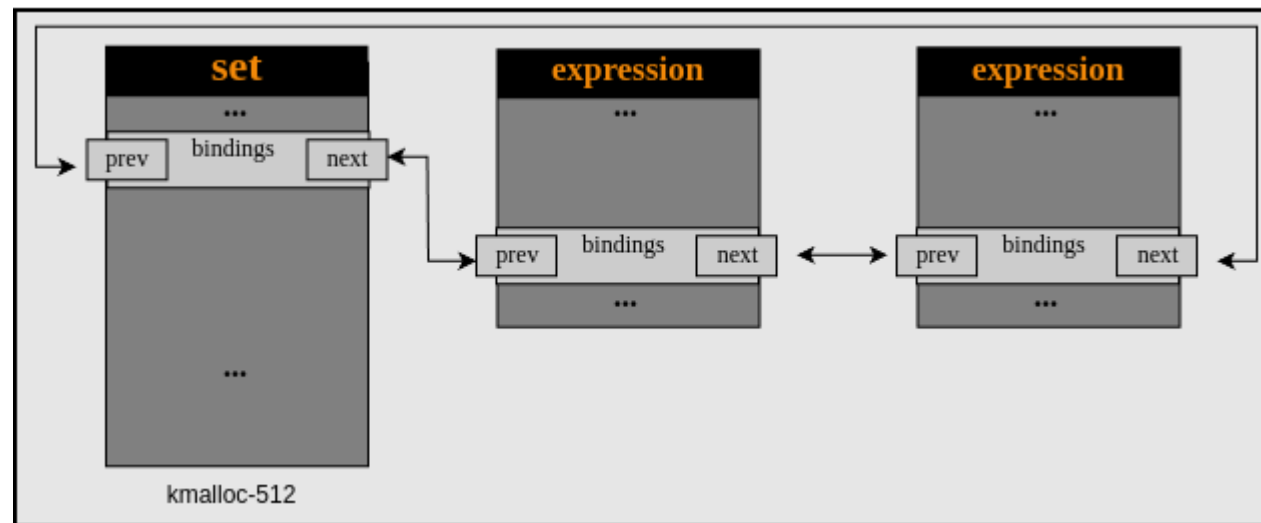 set
...
prev bindings next
...
kmalloc-512
expression
...
prev bindings next
...
expression
...
prev bindings next
...